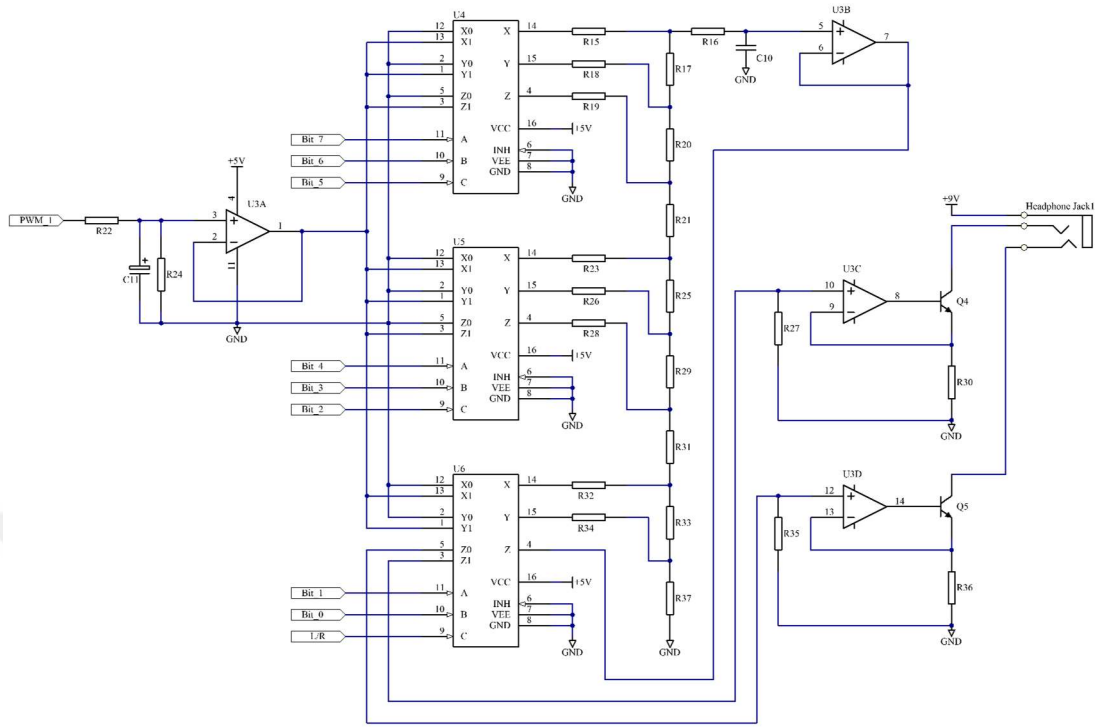 U4
12 X0 X 14 R15
13 X1
2 Y0 Y 15 R18
1 Y1
5 Z0 Z 4 R19
3 Z1
VCC 16 +5V
Bit_7 11 A
INH 6
Bit_6 10 B VEE 7
GND 8
Bit_5 9 C
GND
R16
C10
GND
R17
R20
R21
U3B
5
6
7
PWM_1
R22
C11
R24
+5V
U3A
4
3
2
1
11
GND
U5
12 X0 X 14 R23
13 X1
2 Y0 Y 15 R26
1 Y1
5 Z0 Z 4 R28
3 Z1
VCC 16 +5V
Bit_4 11 A
INH 6
Bit_3 10 B VEE 7
GND 8
Bit_2 9 C
GND
R25
R29
R31
U6
12 X0 X 14 R32
13 X1
2 Y0 Y 15 R34
1 Y1
5 Z0 Z 4
3 Z1
VCC 16 +5V
Bit_1 11 A
INH 6
Bit_0 10 B VEE 7
GND 8
L/R 9 C
GND
R33
R37
GND
+9V
Headphone Jack1
U3C
10
9
8
Q4
R27
R30
GND
U3D
12
13
14
Q5
R35
R36
GND